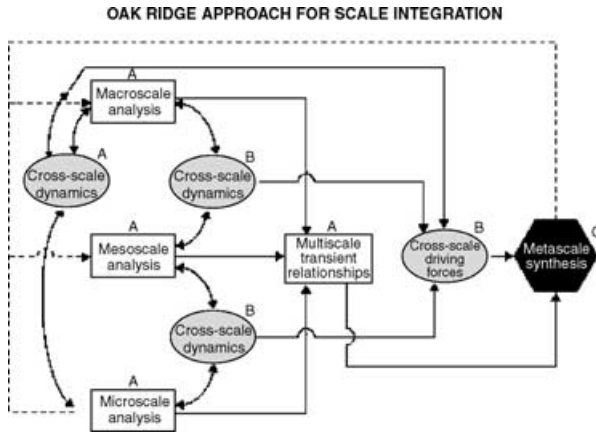 OAK RIDGE APPROACH FOR SCALE INTEGRATION
A
Macroscale
analysis
A
Cross-scale
dynamics
B
Cross-scale
dynamics
A
Mesoscale
analysis
A
Multiscale
transient
relationships
B
Cross-scale
driving
forces
C
Metascale
synthesis
B
Cross-scale
dynamics
A
Microscale
analysis